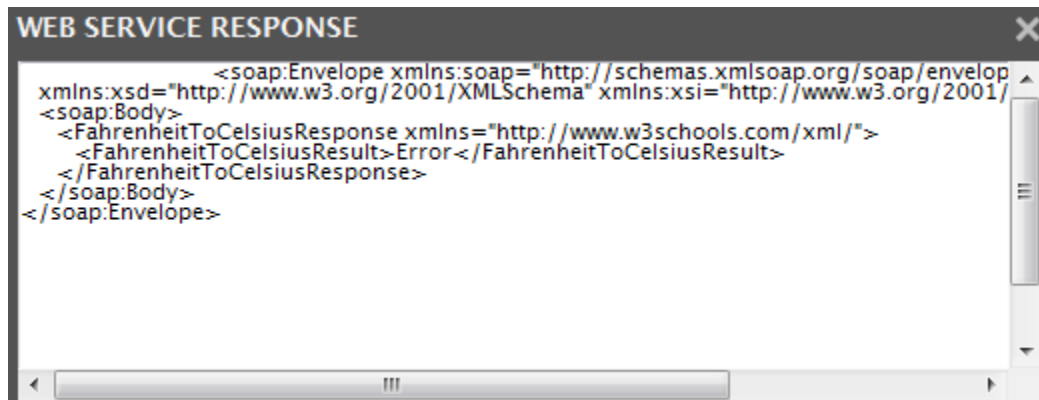 WEB SERVICE RESPONSE
<soap:Envelope xmlns:soap="http://schemas.xmlsoap.org/soap/envelop
xmlns:xsd="http://www.w3.org/2001/XMLSchema" xmlns:xsi="http://www.w3.org/2001/
<soap:Body>
<FahrenheitToCelsiusResponse xmlns="http://www.w3schools.com/xml/">
<FahrenheitToCelsiusResult>Error</FahrenheitToCelsiusResult>
</FahrenheitToCelsiusResponse>
</soap:Body>
</soap:Envelope>